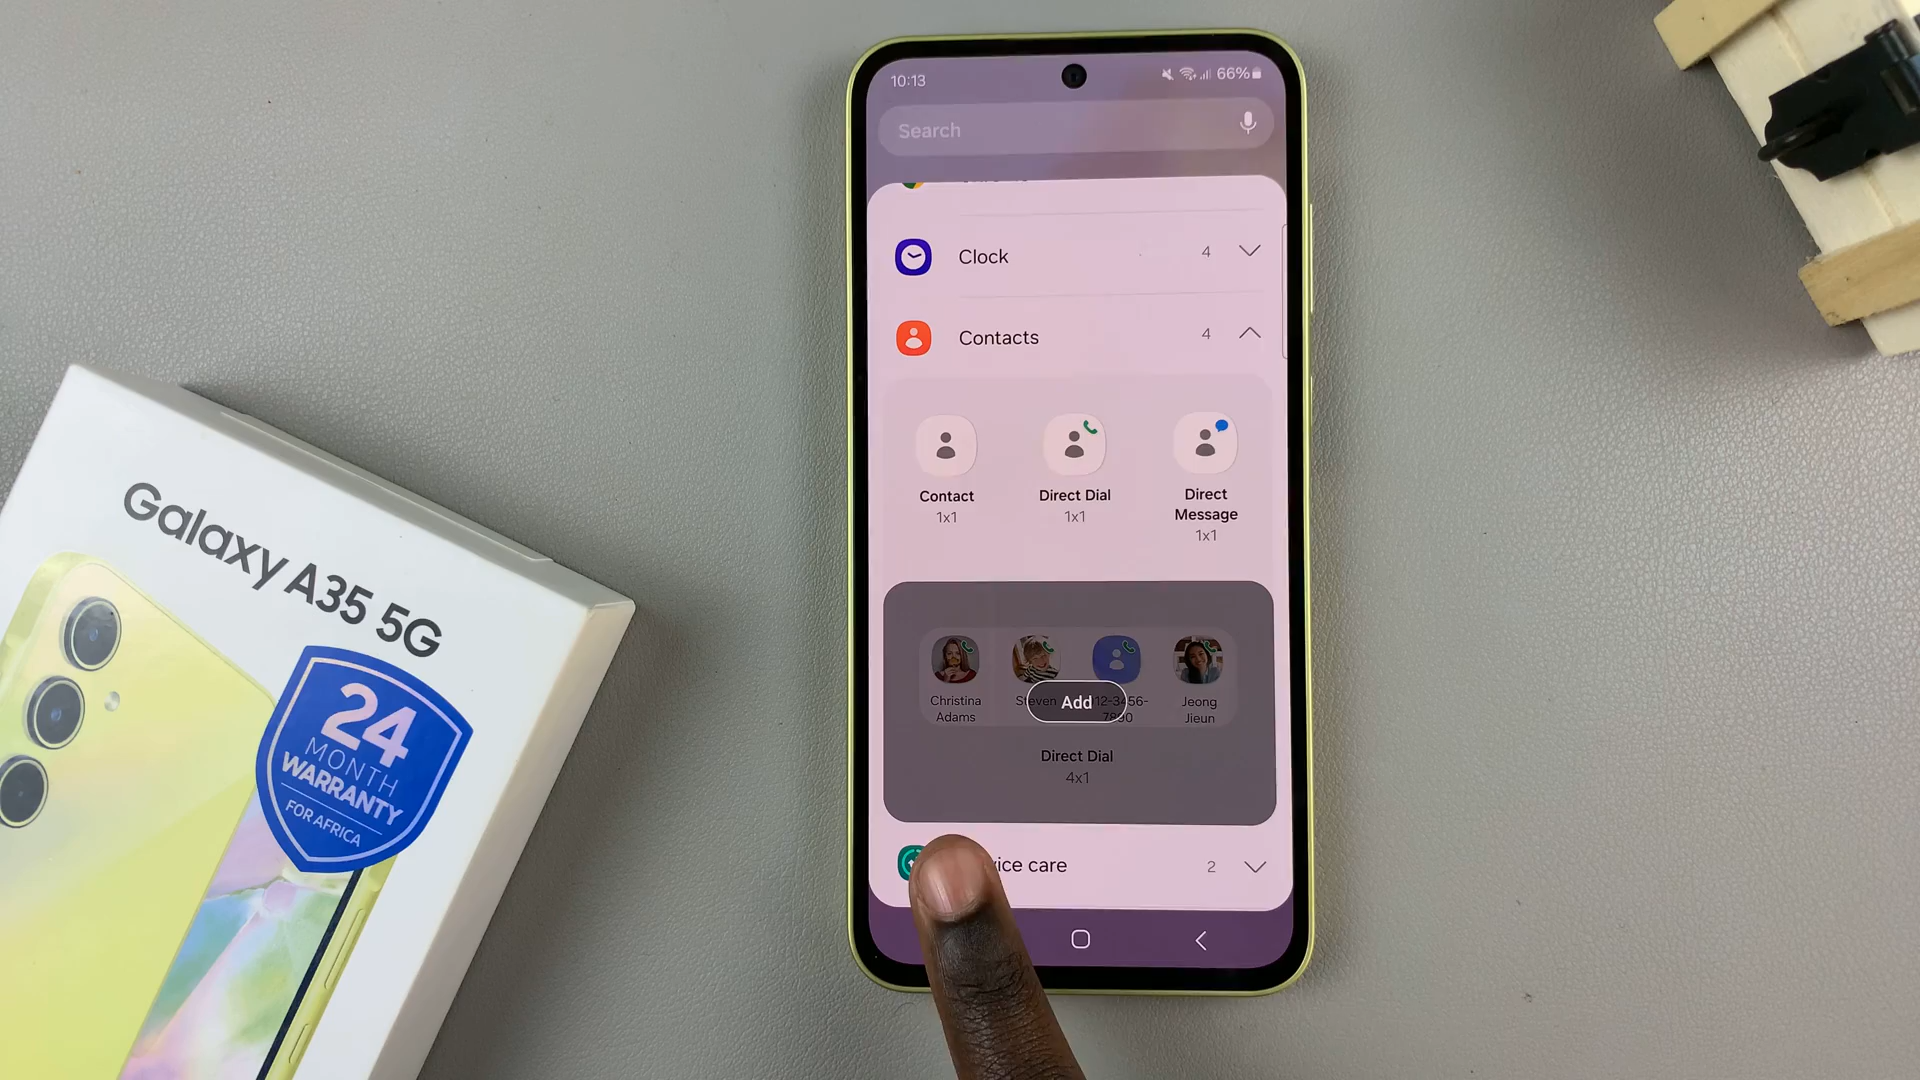 10:13
66%
Search
Clock
4
Contacts
4
Contact
1x1
Direct Dial
1x1
Direct
Message
1x1
Christina
Adams
Steven
Jeong
Jieun
Add
Direct Dial
4x1
care
2
Galaxy A35 5G
24
MONTH
WARRANTY
FOR AFRICA